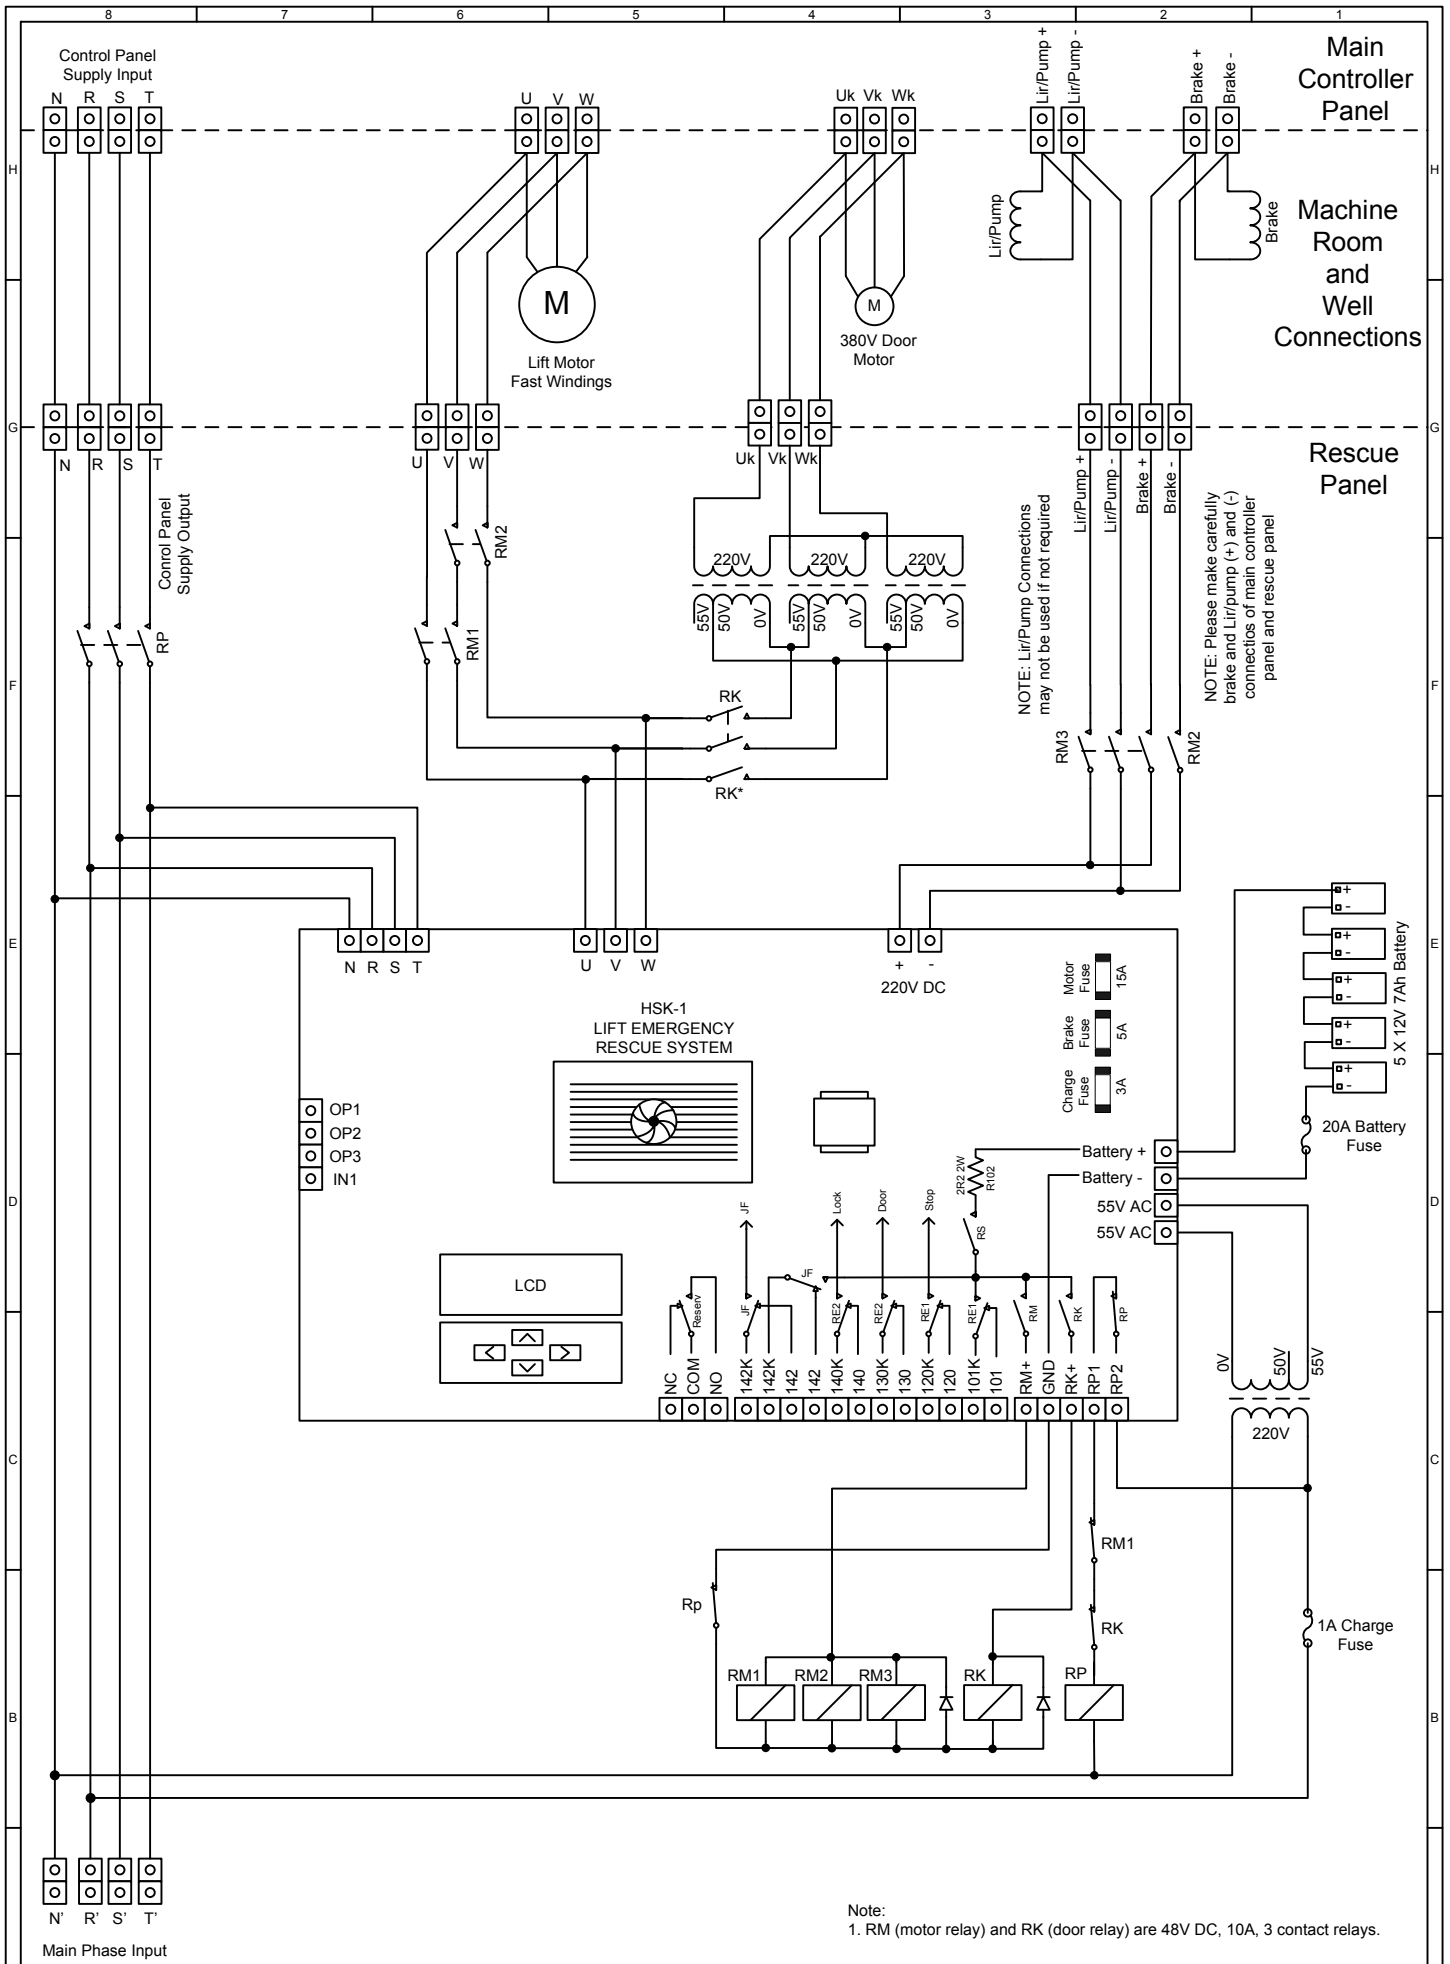 8 7 6 5 4 3 2 1
Control Panel
Supply Input
N R S T
U V W
Uk Vk Wk
Lir/Pump +
Lir/Pump -
Brake +
Brake -
Main
Controller
Panel
H
H
Lir/Pump
Brake
Machine
Room
and
Well
Connections
M
Lift Motor
Fast Windings
M
380V Door
Motor
G
G
N R S T
U V W
Uk Vk Wk
Lir/Pump +
Lir/Pump -
Brake +
Brake -
Rescue
Panel
Control Panel
Supply Output
RP
RM2
RM1
220V 220V 220V
55V 50V 0V 55V 50V 0V 55V 50V 0V
NOTE: Lir/Pump Connections
may not be used if not required
NOTE: Please make carefully
brake and Lir/pump (+) and (-)
connectios of main controller
panel and rescue panel
F
F
RK
RK*
RM3
RM2
E
E
N R S T
U V W
+ -
220V DC
Motor
Fuse
15A
Brake
Fuse
5A
Charge
Fuse
3A
HSK-1
LIFT EMERGENCY
RESCUE SYSTEM
+
-
+
-
+
-
+
-
+
-
5 X 12V 7Ah Battery
20A Battery
Fuse
OP1
OP2
OP3
IN1
D
D
Battery +
Battery -
55V AC
55V AC
2R2 2W
R102
RS
JF
Lock
Door
Stop
LCD
Reserv
JF
JF
RE2
RE2
RE1
RE1
RM
RK
RP
NC COM NO 142K 142K 142 142 140K 140 130K 130 120K 120 101K 101 RM+ GND RK+ RP1 RP2
0V 50V 55V
220V
C
C
RM1
Rp
RK
1A Charge
Fuse
RM1 RM2 RM3 RK RP
B
B
N' R' S' T'
Main Phase Input
Note:
1. RM (motor relay) and RK (door relay) are 48V DC, 10A, 3 contact relays.